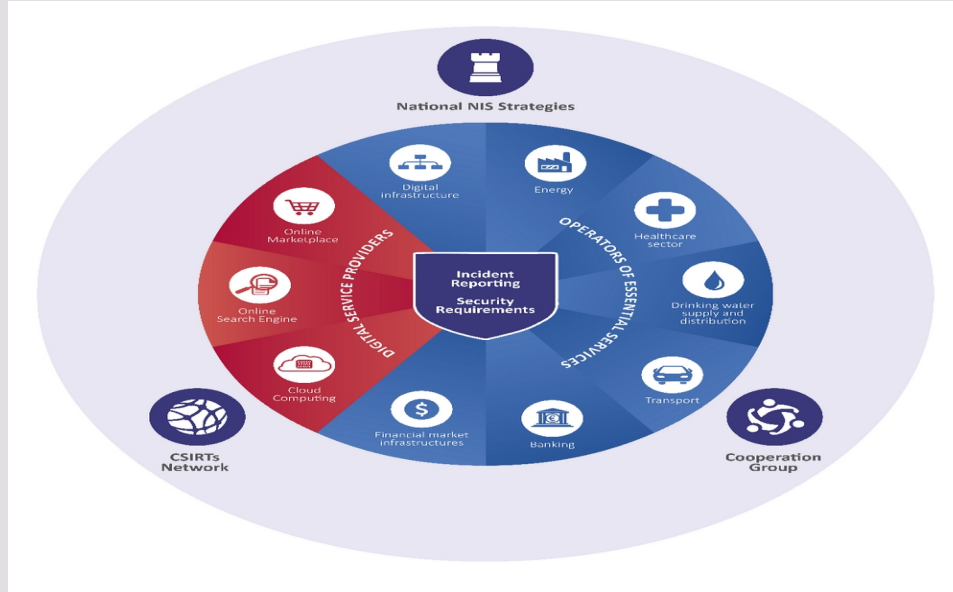 National NIS Strategies
Digital
infrastructure
Energy
Online
Marketplace
Healthcare
sector
DIGITAL SERVICE PROVIDERS
OPERATORS OF ESSENTIAL SERVICES
Incident
Reporting
Security
Requirements
Online
Search Engine
Drinking water
supply and
distribution
Cloud
Computing
Transport
$
Financial market
infrastructures
€
Banking
CSIRTs
Network
Cooperation
Group